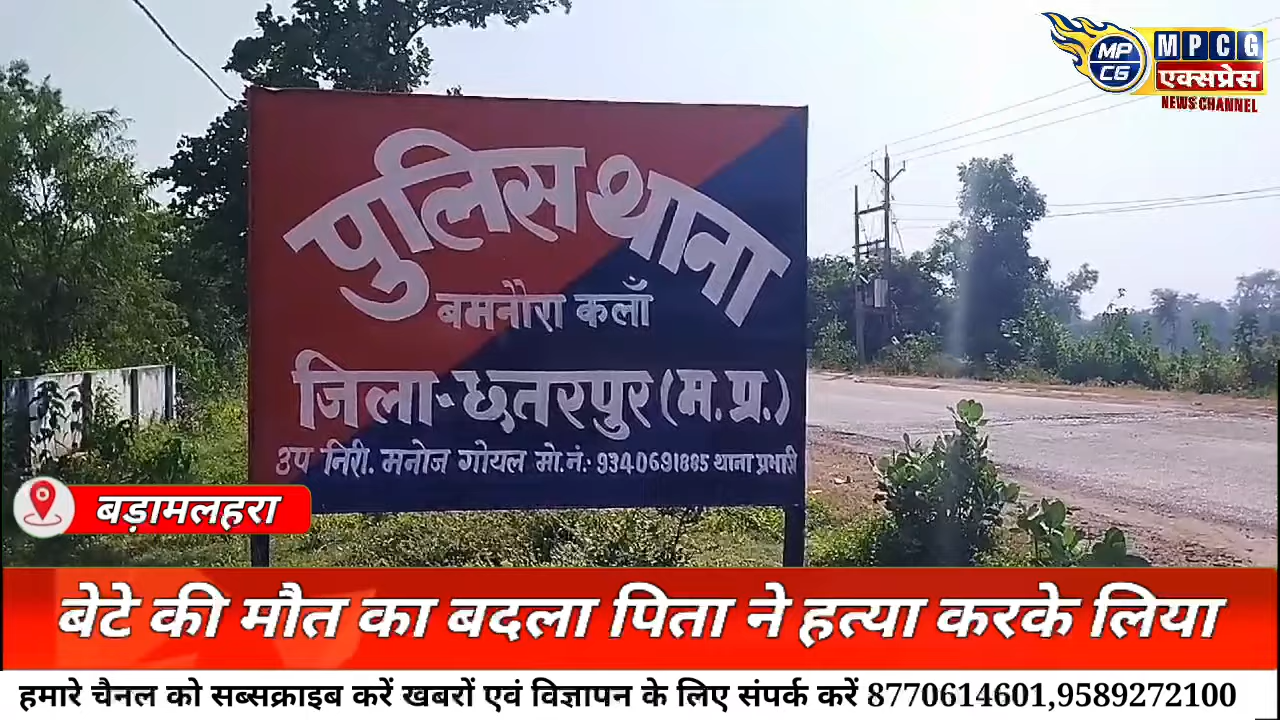 MP
CG
M P C G
एक्सप्रेस
NEWS CHANNEL
पुलिस थाना
बमनौरा कलाँ
जिला-छतरपुर (म.प्र.)
उप निरी. मनोज गोयल मो.नं.- 9340691885 थाना प्रभारी
बड़ामलहरा
बेटे की मौत का बदला पिता ने हत्या करके लिया
हमारे चैनल को सब्सक्राइब करें खबरों एवं विज्ञापन के लिए संपर्क करें 8770614601,9589272100